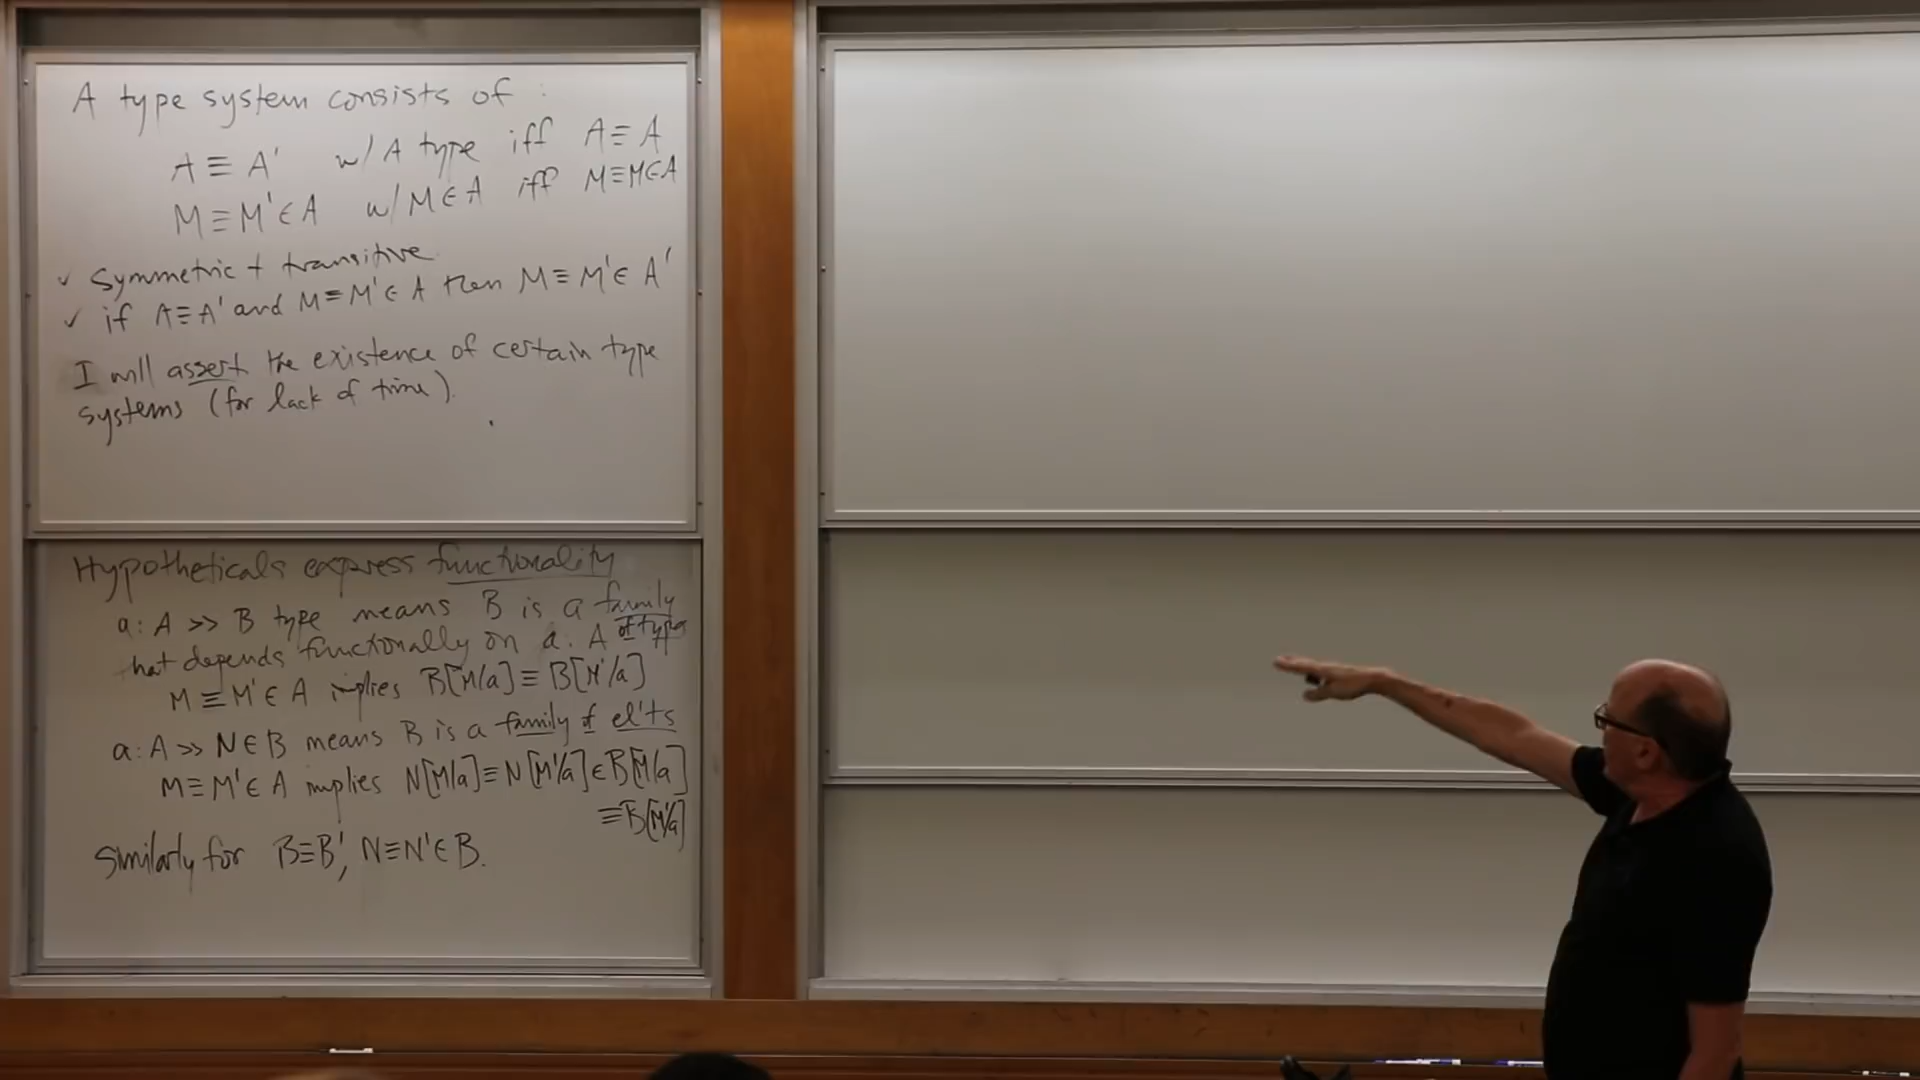 A type system consists of :
A ≡ A' w/ A type iff A ≡ A
M ≡ M' ∈ A w/ M ∈ A iff M ≡ M ∈ A
✓ symmetric + transitive
✓ if A ≡ A' and M ≡ M' ∈ A then M ≡ M' ∈ A'
I will assert the existence of certain type
systems (for lack of time).
Hypotheticals express functionality
a: A >> B type means B is a family
of types
that depends functionally on a: A
M ≡ M' ∈ A implies B[M/a] ≡ B[M'/a]
a: A >> N ∈ B means B is a family of el'ts
M ≡ M' ∈ A implies N[M/a] ≡ N[M'/a] ∈ B[M/a]
≡ B[M'/a]
Similarly for B ≡ B', N ≡ N' ∈ B.